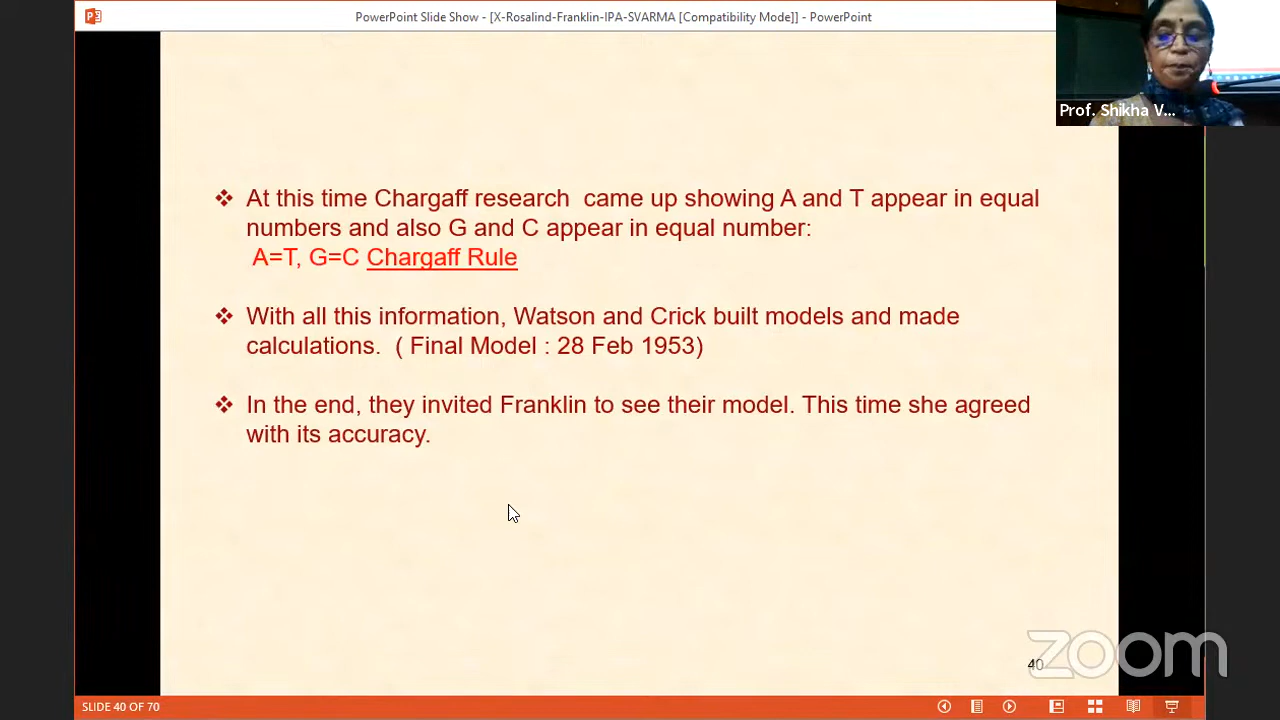 PowerPoint Slide Show - [X-Rosalind-Franklin-IPA-SVARMA [Compatibility Mode]] - PowerPoint
Prof. Shikha V...
❖ At this time Chargaff research came up showing A and T appear in equal
numbers and also G and C appear in equal number:
A=T, G=C Chargaff Rule
❖ With all this information, Watson and Crick built models and made
calculations. ( Final Model : 28 Feb 1953)
❖ In the end, they invited Franklin to see their model. This time she agreed
with its accuracy.
40
zoom
SLIDE 40 OF 70